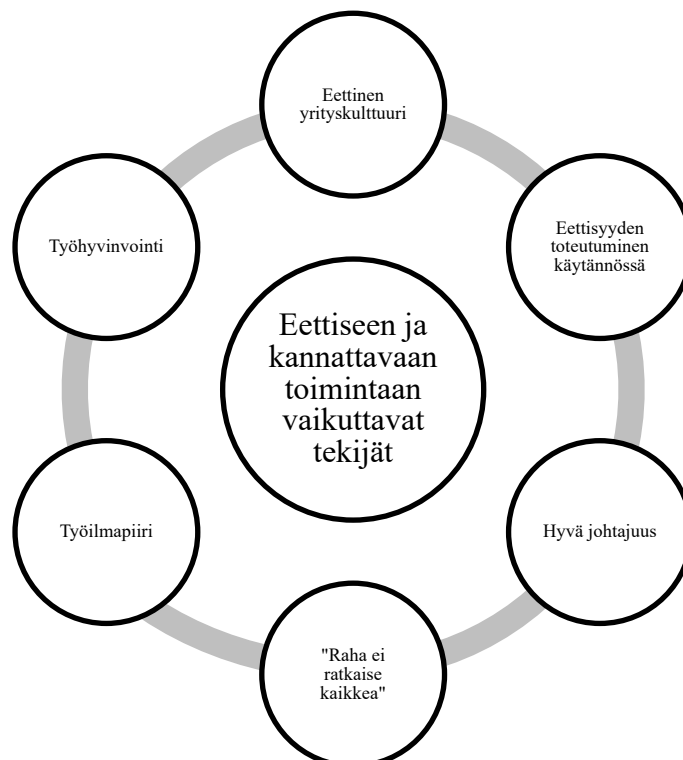 Eettinen
yrityskulttuuri
Eettisyyden
toteutuminen
käytännössä
Hyvä johtajuus
"Raha ei
ratkaise
kaikkea"
Työilmapiiri
Työhyvinvointi
Eettiseen ja
kannattavaan
toimintaan
vaikuttavat
tekijät